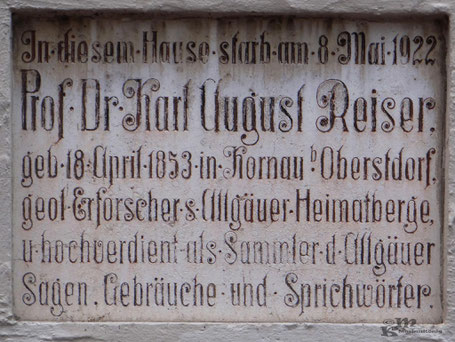 In·diesem·Hause·starb·am·8·Mai·1922
Prof·Dr·Karl August Reiser,
geb·18·April·1853·in·Kornau b Oberstdorf,
geol·Erforscher·s·Allgäuer·Heimatberge,
u·hochverdient·als·Sammler·d·Allgäuer
Sagen, Gebräuche·und·Sprichwörter.